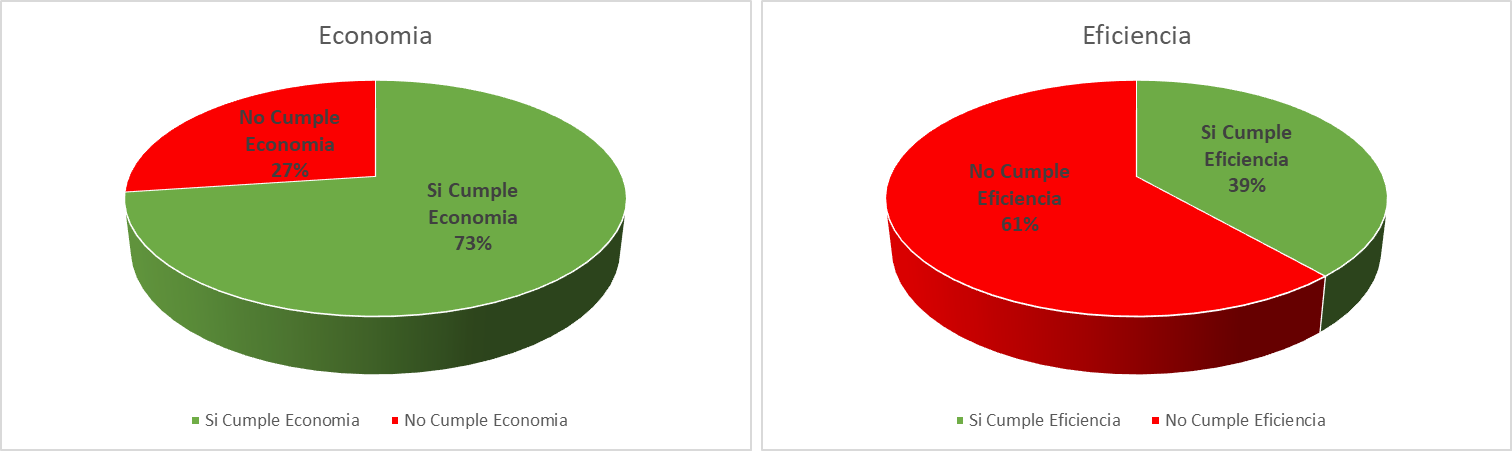 Economia
No Cumple
Economia
27%
Si Cumple
Economia
73%
Si Cumple Economia
No Cumple Economia
Eficiencia
Si Cumple
Eficiencia
39%
No Cumple
Eficiencia
61%
Si Cumple Eficiencia
No Cumple Eficiencia